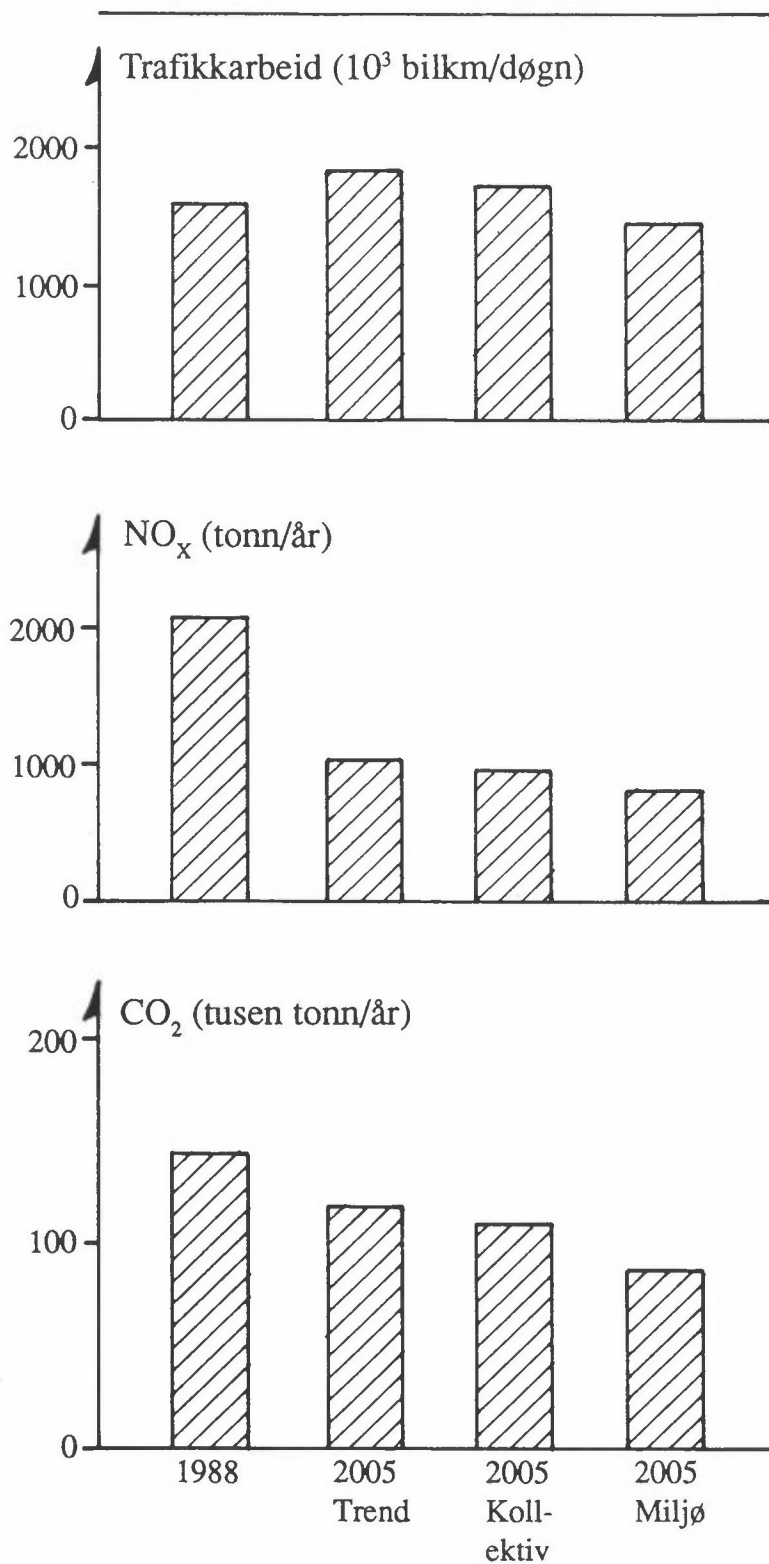 Trafikkarbeid (10³ bilkm/døgn)
2000
1000
0
NOₓ (tonn/år)
2000
1000
0
CO₂ (tusen tonn/år)
200
100
0
1988 2005 2005 2005
Trend Koll- Miljø
ektiv